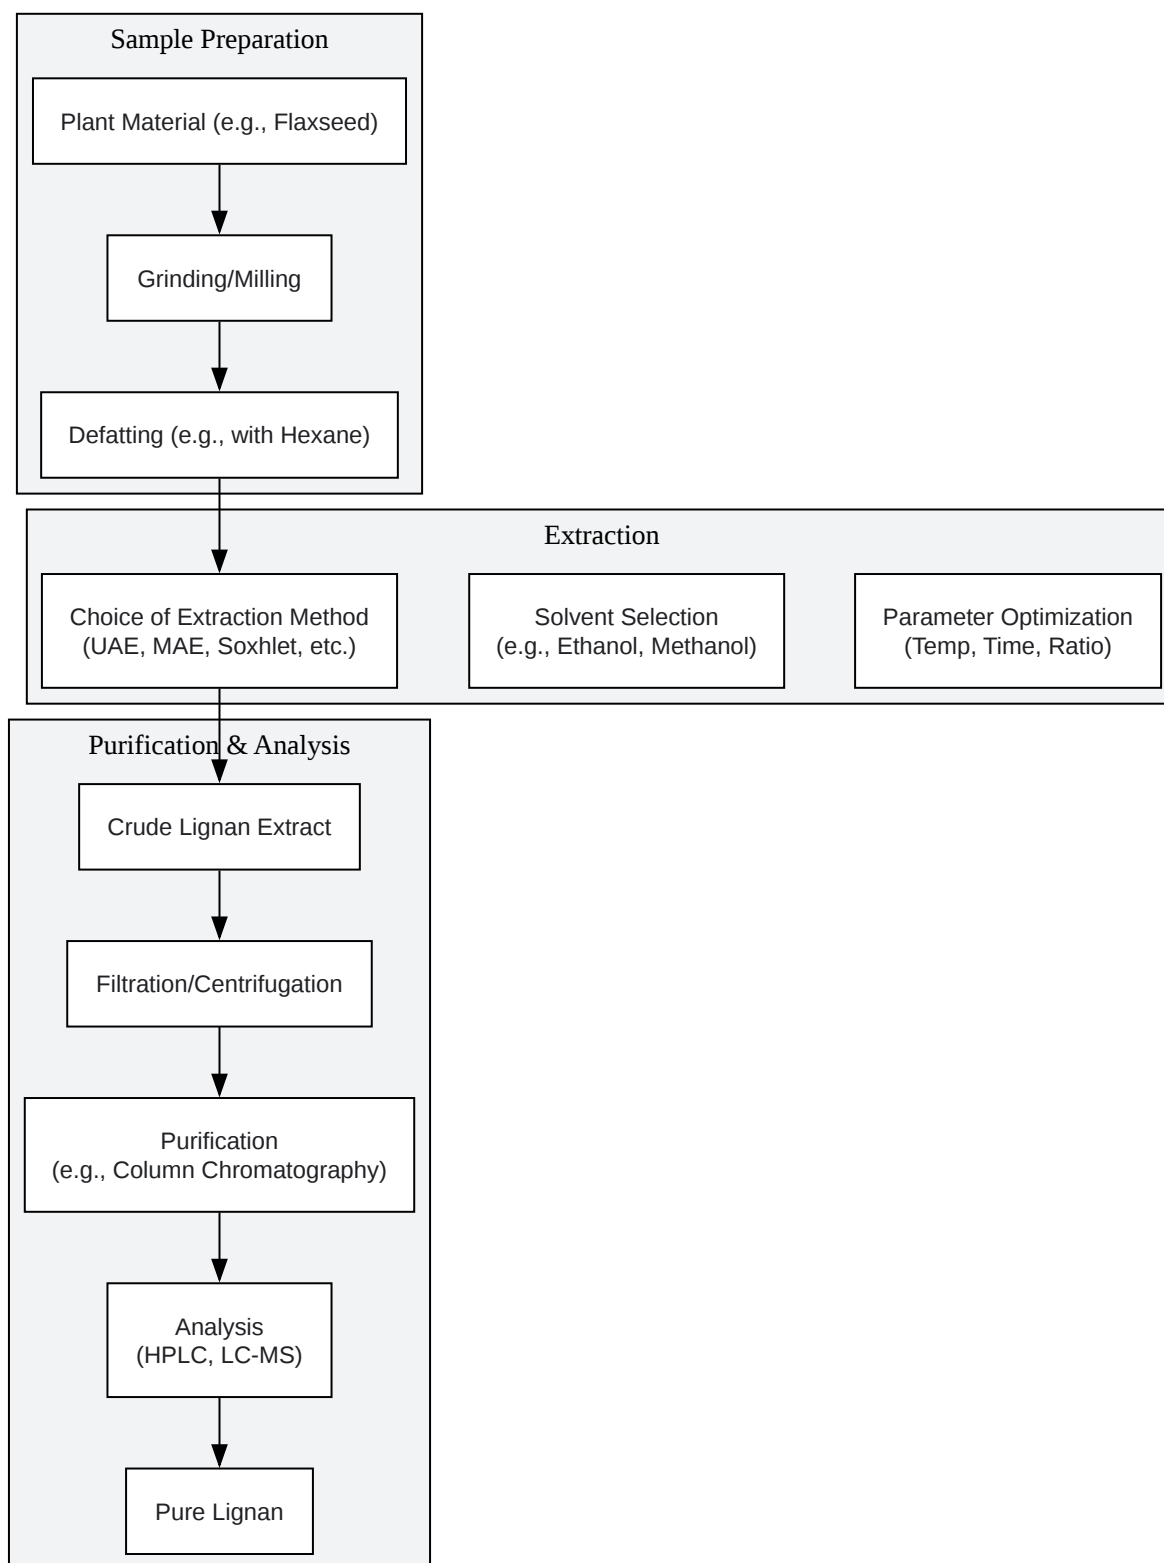 Sample Preparation
Plant Material (e.g., Flaxseed)
Grinding/Milling
Defatting (e.g., with Hexane)
Extraction
Choice of Extraction Method
(UAE, MAE, Soxhlet, etc.)
Solvent Selection
(e.g., Ethanol, Methanol)
Parameter Optimization
(Temp, Time, Ratio)
Purification & Analysis
Crude Lignan Extract
Filtration/Centrifugation
Purification
(e.g., Column Chromatography)
Analysis
(HPLC, LC-MS)
Pure Lignan